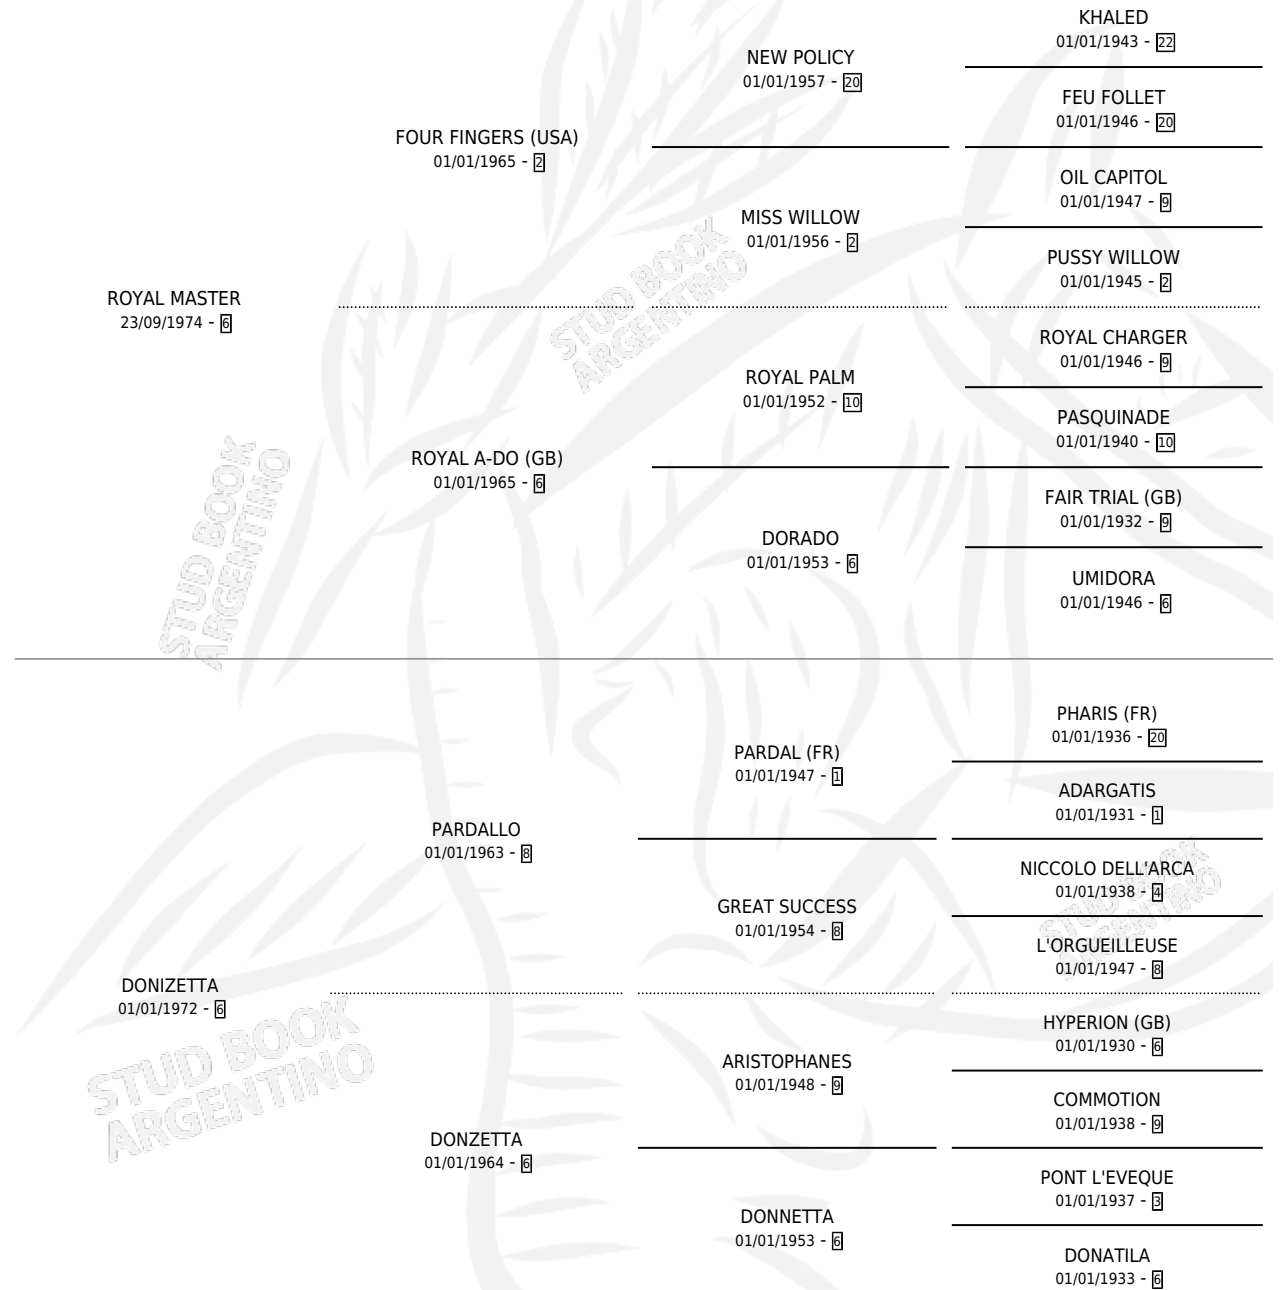 KHALED
01/01/1943 - 22
NEW POLICY
01/01/1957 - 20
FEU FOLLET
01/01/1946 - 20
FOUR FINGERS (USA)
01/01/1965 - 2
OIL CAPITOL
01/01/1947 - 9
MISS WILLOW
01/01/1956 - 2
PUSSY WILLOW
01/01/1945 - 2
ROYAL MASTER
23/09/1974 - 6
STUD BOOK
ARGENTINO
ROYAL CHARGER
01/01/1946 - 9
ROYAL PALM
01/01/1952 - 10
PASQUINADE
01/01/1940 - 10
ROYAL A-DO (GB)
01/01/1965 - 6
FAIR TRIAL (GB)
01/01/1932 - 9
DORADO
01/01/1953 - 6
UMIDORA
01/01/1946 - 6
STUD BOOK
ARGENTINO
PHARIS (FR)
01/01/1936 - 20
PARDAL (FR)
01/01/1947 - 1
ADARGATIS
01/01/1931 - 1
PARDALLO
01/01/1963 - 8
NICCOLO DELL'ARCA
01/01/1938 - 4
GREAT SUCCESS
01/01/1954 - 8
L'ORGUEILLEUSE
01/01/1947 - 8
STUD BOOK
ARGENTINO
DONIZETTA
01/01/1972 - 6
STUD BOOK
ARGENTINO
HYPERION (GB)
01/01/1930 - 6
ARISTOPHANES
01/01/1948 - 9
COMMOTION
01/01/1938 - 9
DONZETTA
01/01/1964 - 6
PONT L'EVEQUE
01/01/1937 - 3
DONNETTA
01/01/1953 - 6
DONATILA
01/01/1933 - 6